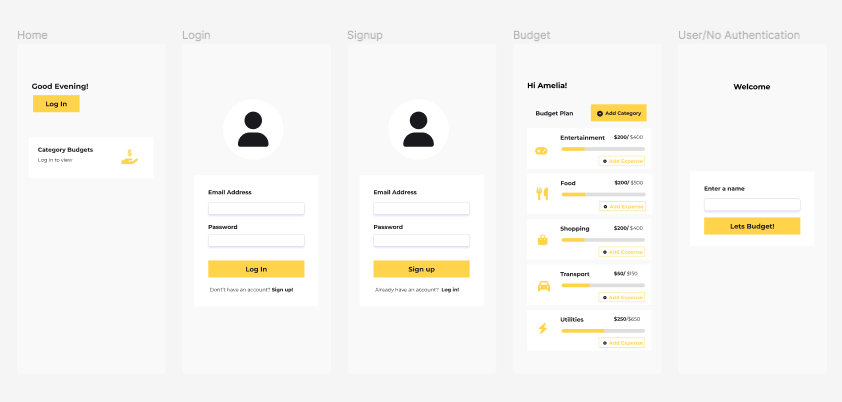 Home
Good Evening!
Log In
Category Budgets
Log in to view
Login
Email Address
Password
Log In
Don't have an account? Sign up!
Signup
Email Address
Password
Sign up
Already have an account? Log in!
Budget
Hi Amelia!
Budget Plan
Add Category
Entertainment $200/ $400
Add Expense
Food $200/ $500
Add Expense
Shopping $200/ $400
Add Expense
Transport $50/ $150
Add Expense
Utilities $250/$650
Add Expense
User/No Authentication
Welcome
Enter a name
Lets Budget!